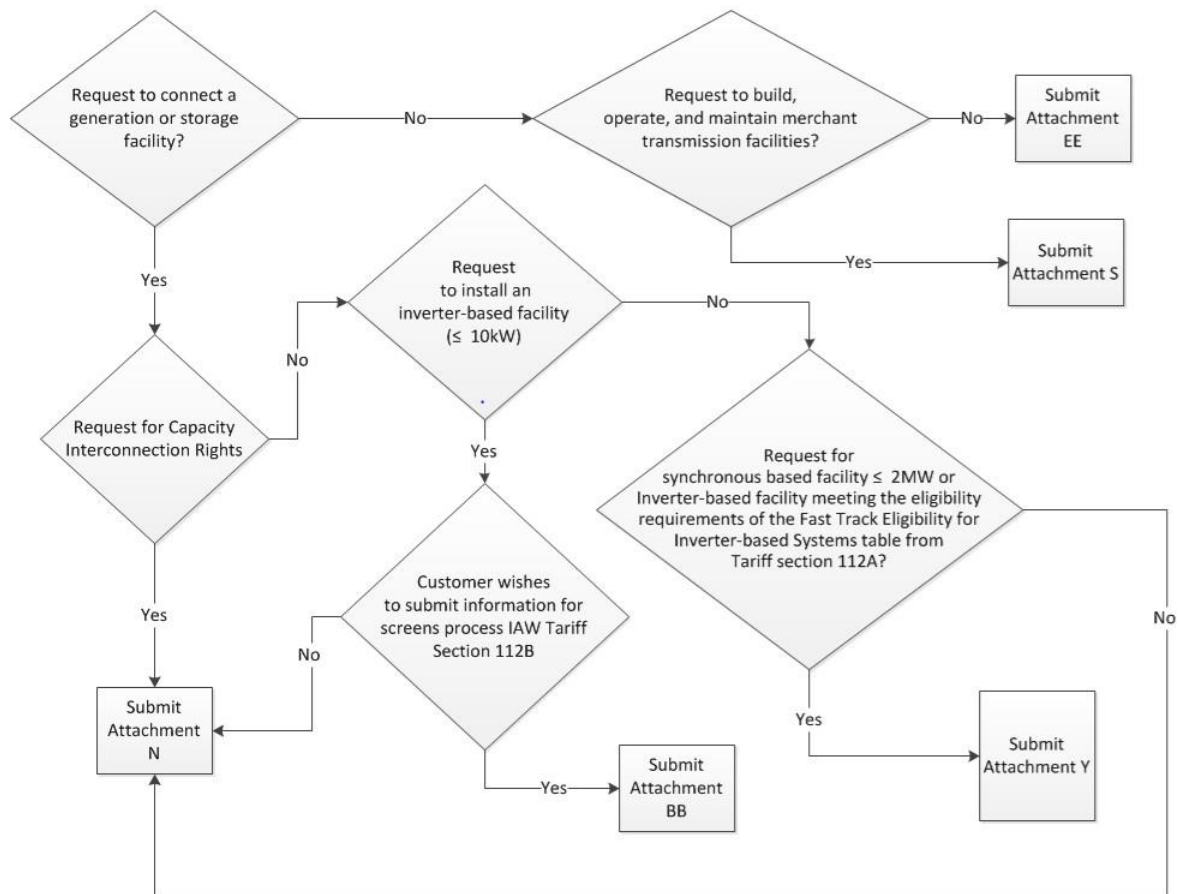 Request to connect a
generation or storage
facility?
No
Request to build,
operate, and maintain merchant
transmission facilities?
No
Submit
Attachment
EE
Yes
Submit
Attachment S
Yes
Request
to install an
inverter-based facility
(≤ 10kW)
No
No
Request for Capacity
Interconnection Rights
Yes
Request for
synchronous based facility ≤ 2MW or
Inverter-based facility meeting the eligibility
requirements of the Fast Track Eligibility for
Inverter-based Systems table from
Tariff section 112A?
Customer wishes
to submit information for
screens process IAW Tariff
Section 112B
Yes
No
No
Submit
Attachment
N
Yes
Submit
Attachment Y
Yes
Submit
Attachment
BB